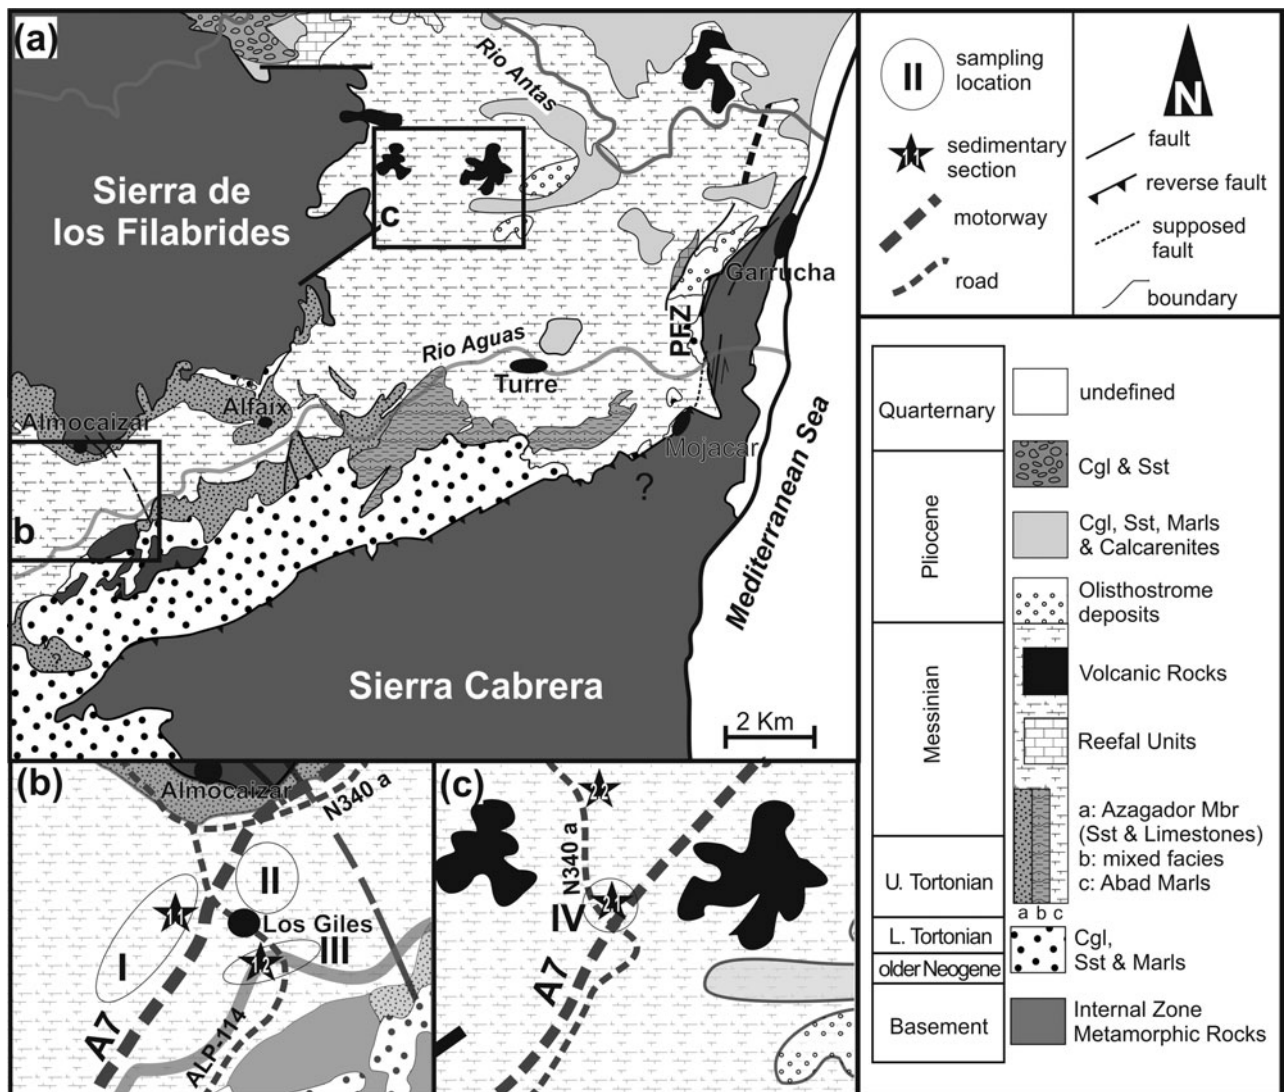 (a)
Rio Antas
Sierra de
los Filabrides
c
Garrucha
PFZ
Rio Aguas
Turre
Alfaix
Almocaizar
Mojacar
?
b
?
Mediterranean Sea
Sierra Cabrera
2 Km
(b)
Almocaizar
N340 a
II
1.1
Los Giles
III
I
1.2
A7
ALP-114
(c)
2.2
N340 a
2.1
IV
A7
II
sampling
location
1.1
sedimentary
section
motorway
road
N
fault
reverse fault
supposed
fault
boundary
Quarternary
Pliocene
Messinian
U. Tortonian
L. Tortonian
older Neogene
Basement
undefined
Cgl & Sst
Cgl, Sst, Marls
& Calcarenites
Olisthostrome
deposits
Volcanic Rocks
Reefal Units
a: Azagador Mbr
(Sst & Limestones)
b: mixed facies
c: Abad Marls
a b c
Cgl,
Sst & Marls
Internal Zone
Metamorphic Rocks